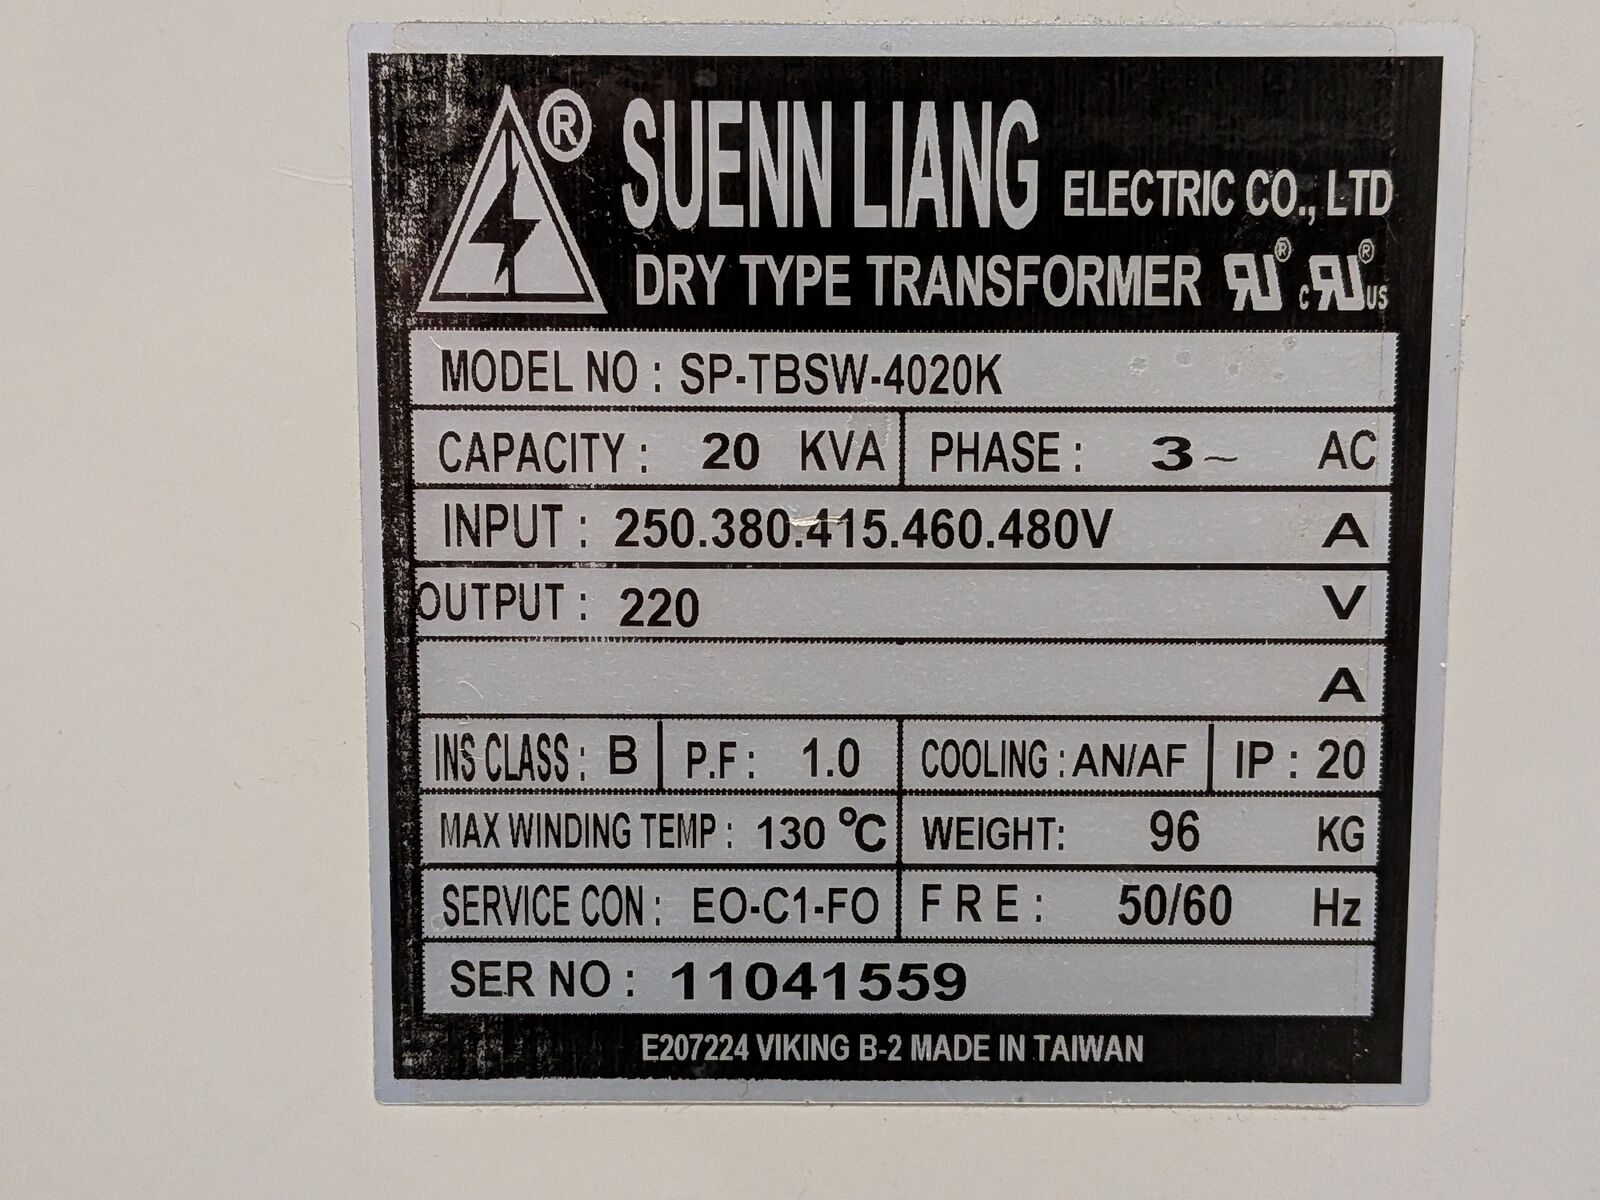 ® SUENN LIANG ELECTRIC CO., LTD
DRY TYPE TRANSFORMER RU® cRU®US
MODEL NO : SP-TBSW-4020K
CAPACITY : 20 KVA PHASE : 3~ AC
INPUT : 250.380.415.460.480V A
OUTPUT : 220 V
A
INS CLASS : B P.F : 1.0 COOLING : AN/AF IP : 20
MAX WINDING TEMP : 130 °C WEIGHT: 96 KG
SERVICE CON : EO-C1-FO FRE : 50/60 Hz
SER NO : 11041559
E207224 VIKING B-2 MADE IN TAIWAN